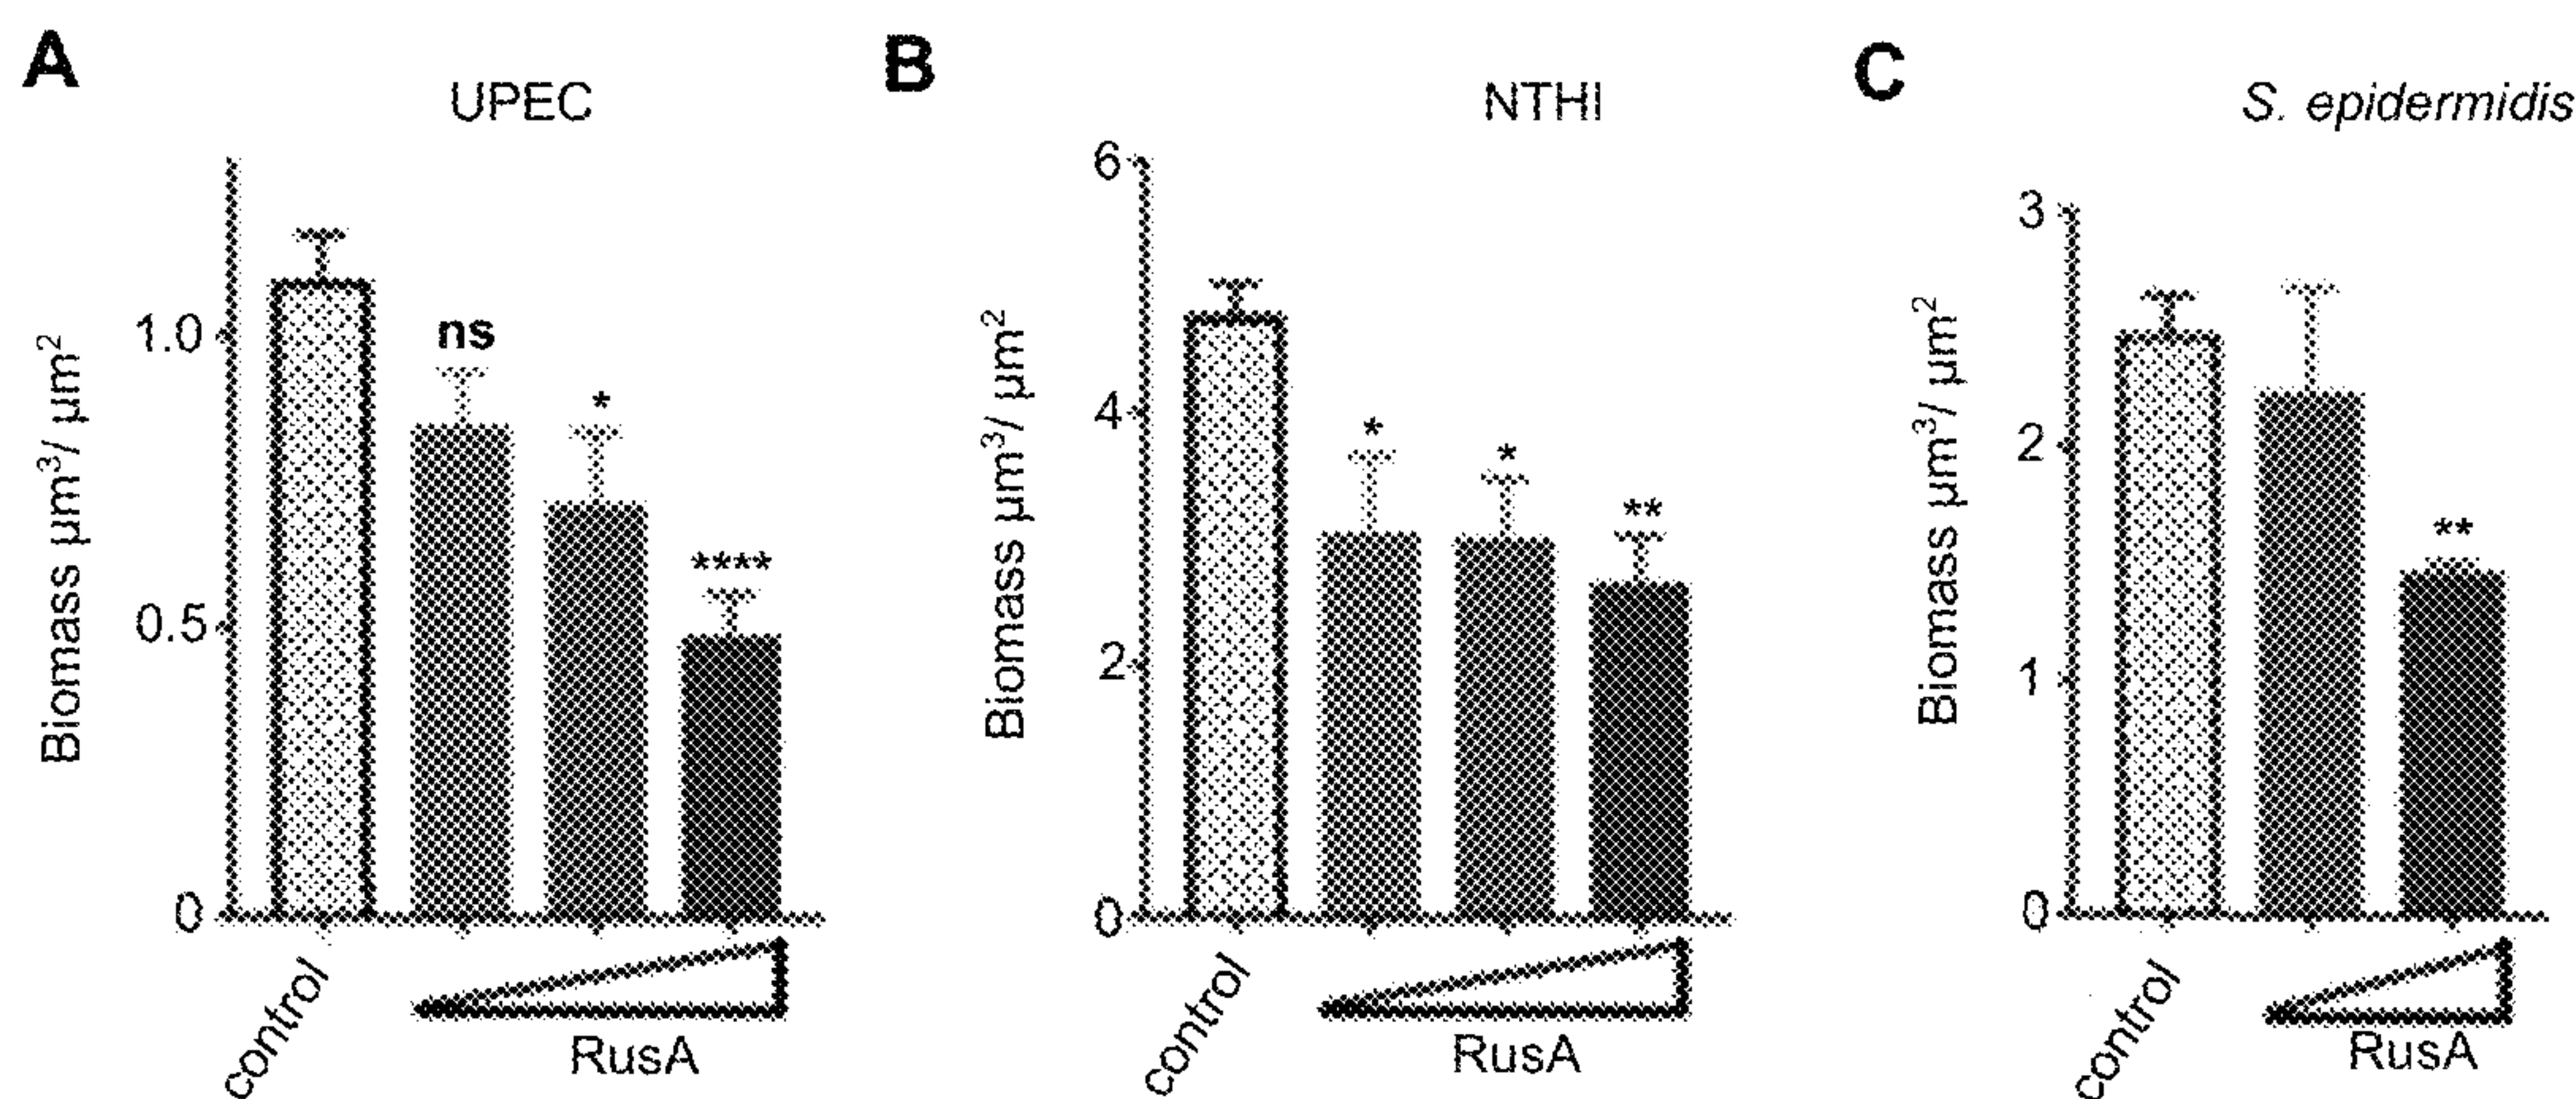 A
UPEC
Biomass µm³/ µm²
1.0
0.5
0
ns
*
****
control
RusA
B
NTHI
Biomass µm³/ µm²
6
4
2
0
*
*
**
control
RusA
C
S. epidermidis
Biomass µm³/ µm²
3
2
1
0
**
control
RusA